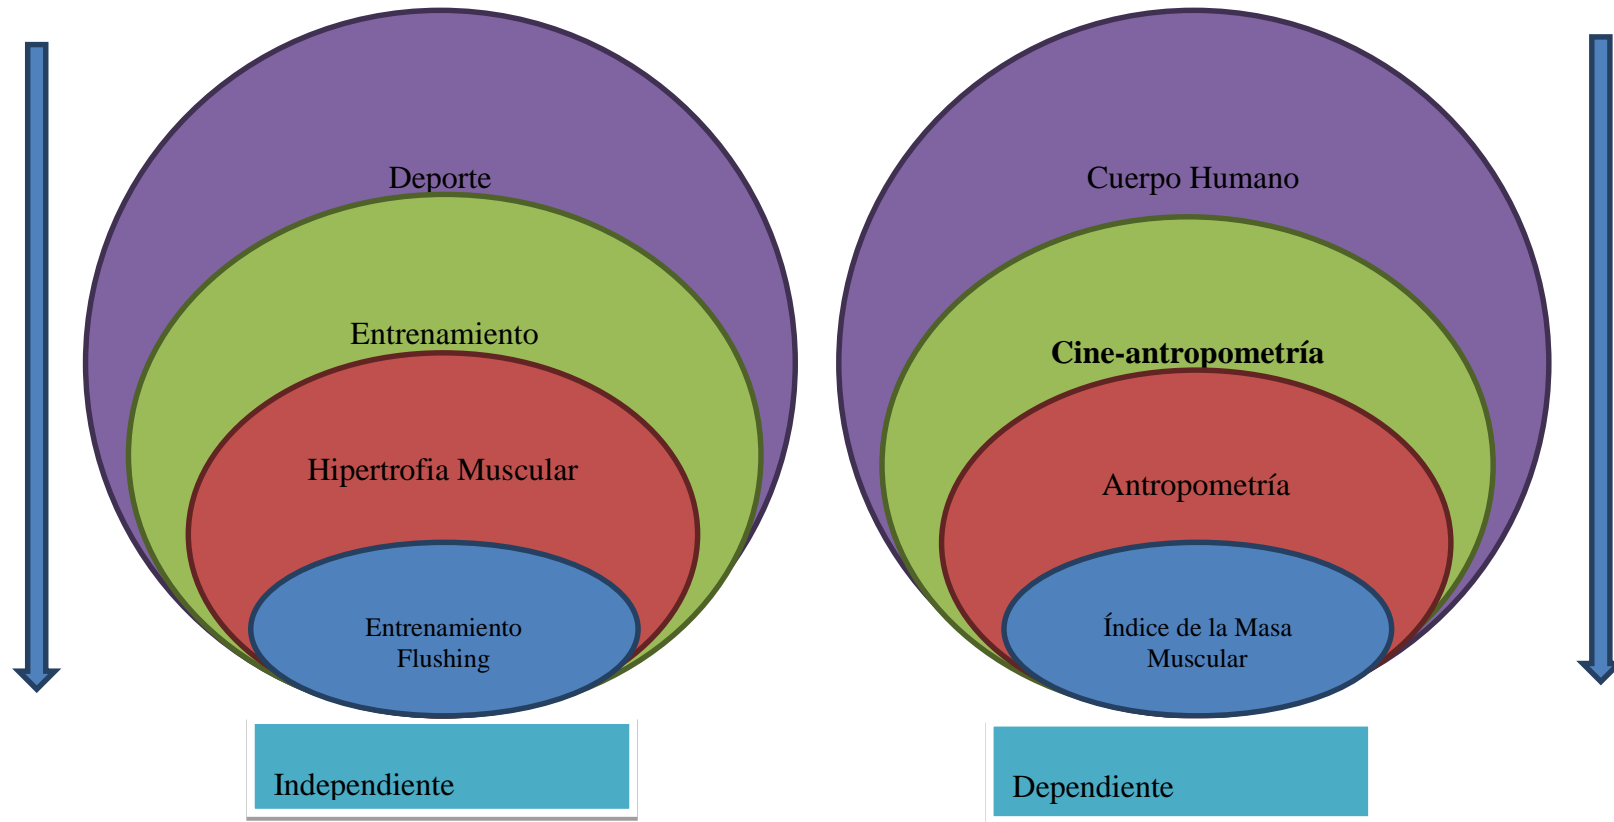 Deporte
Entrenamiento
Hipertrofia Muscular
Entrenamiento
Flushing
Independiente
Cuerpo Humano
Cine-antropometría
Antropometría
Índice de la Masa
Muscular
Dependiente